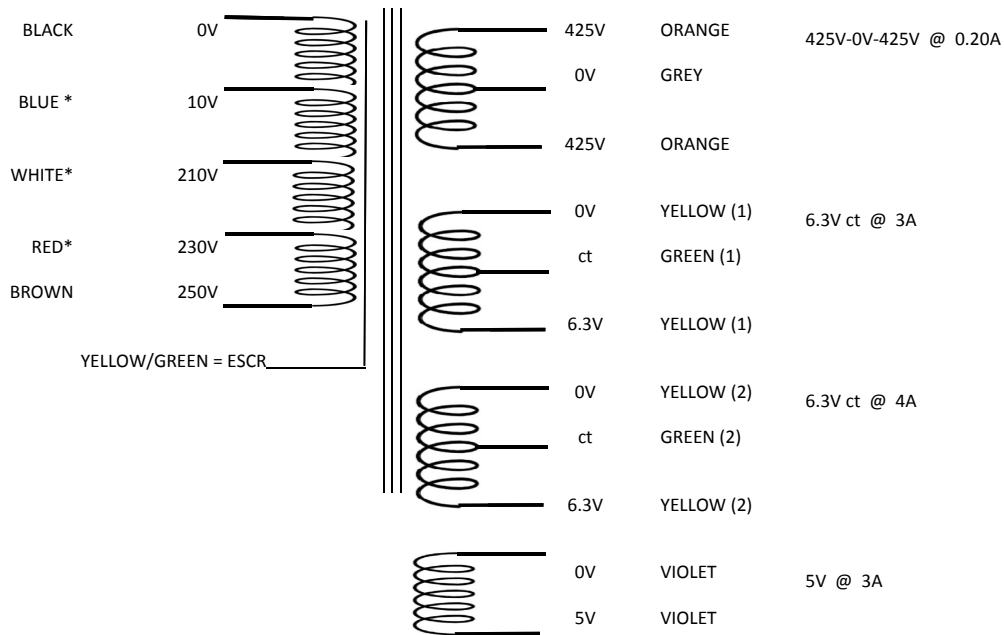 BLACK 0V
BLUE * 10V
WHITE* 210V
RED* 230V
BROWN 250V
YELLOW/GREEN = ESCR
425V ORANGE 425V-0V-425V @ 0.20A
0V GREY
425V ORANGE
0V YELLOW (1) 6.3V ct @ 3A
ct GREEN (1)
6.3V YELLOW (1)
0V YELLOW (2) 6.3V ct @ 4A
ct GREEN (2)
6.3V YELLOW (2)
0V VIOLET 5V @ 3A
5V VIOLET